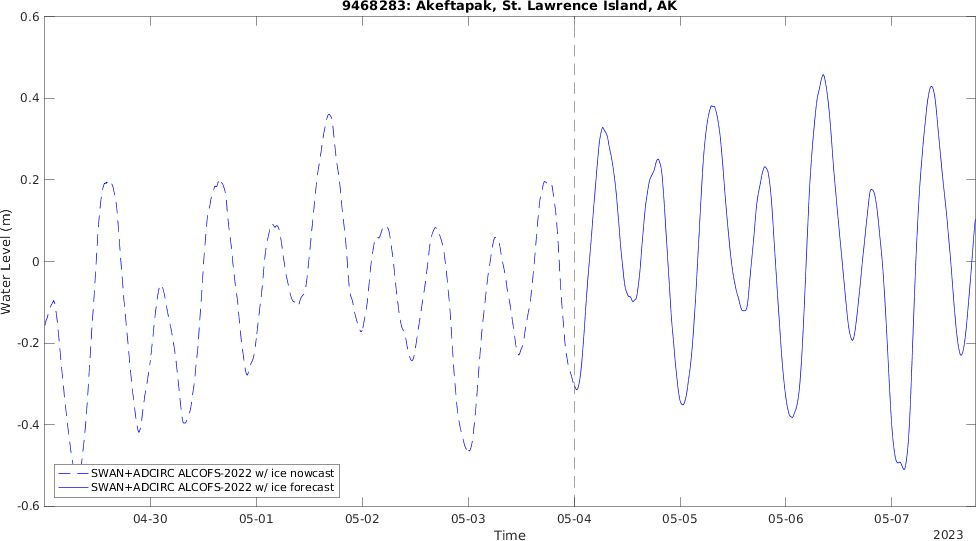 9468283: Akeftapak, St. Lawrence Island, AK
Water Level (m)
0.6
0.4
0.2
0
-0.2
-0.4
-0.6
SWAN+ADCIRC ALCOFS-2022 w/ ice nowcast
SWAN+ADCIRC ALCOFS-2022 w/ ice forecast
04-30 05-01 05-02 05-03 05-04 05-05 05-06 05-07
Time
2023